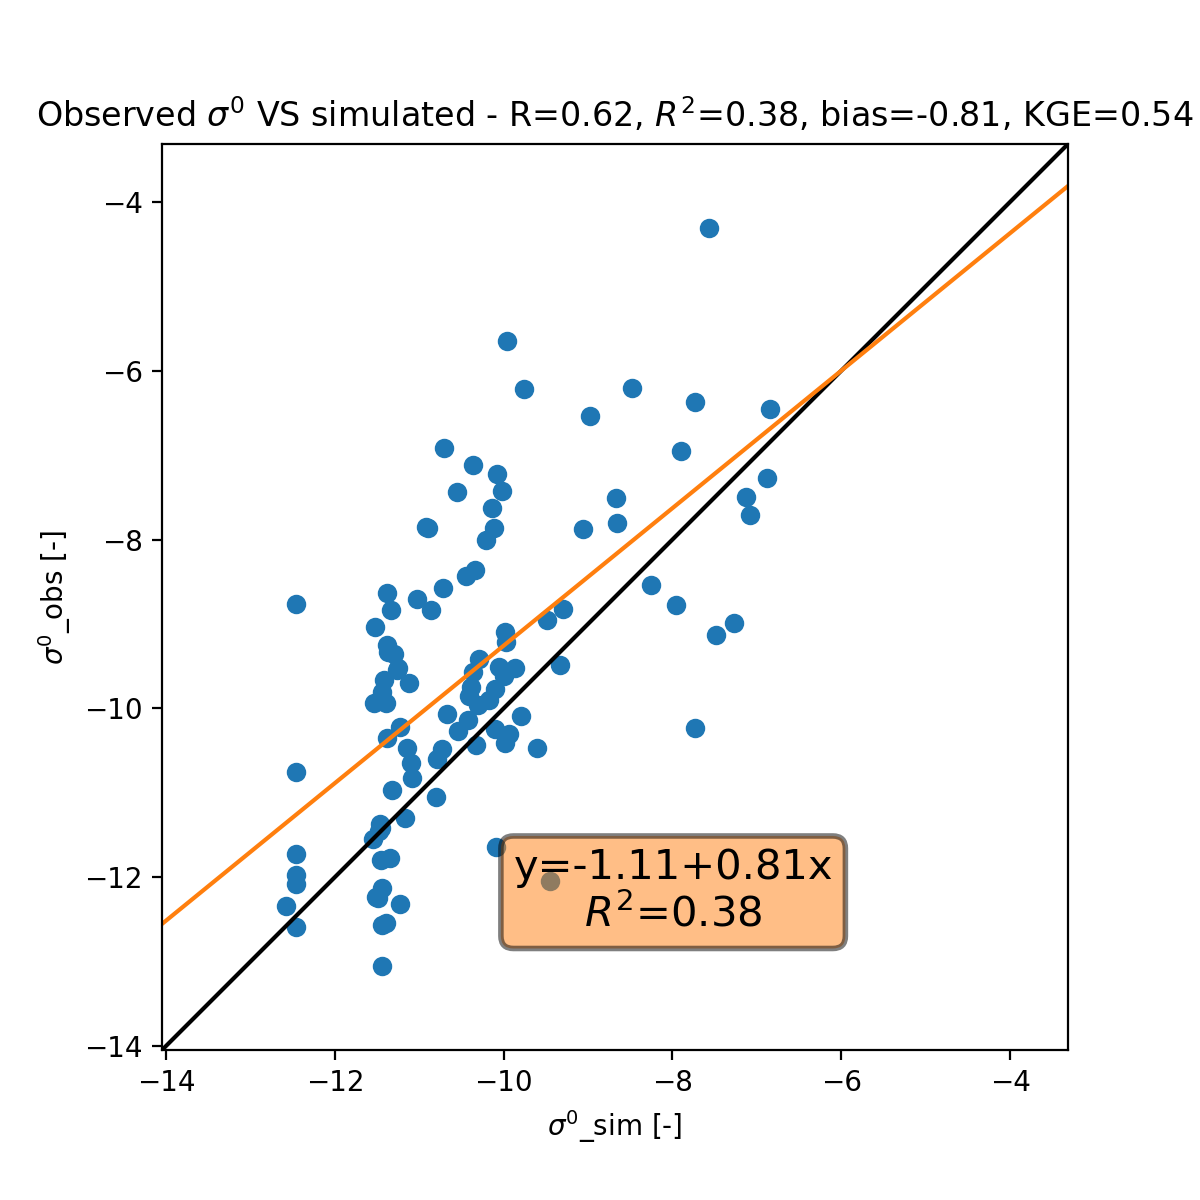 Observed σ⁰ VS simulated - R=0.62, R²=0.38, bias=-0.81, KGE=0.54
−4
−6
−8
−10
−12
−14
σ⁰_obs [-]
y=-1.11+0.81x
R²=0.38
−14 −12 −10 −8 −6 −4
σ⁰_sim [-]